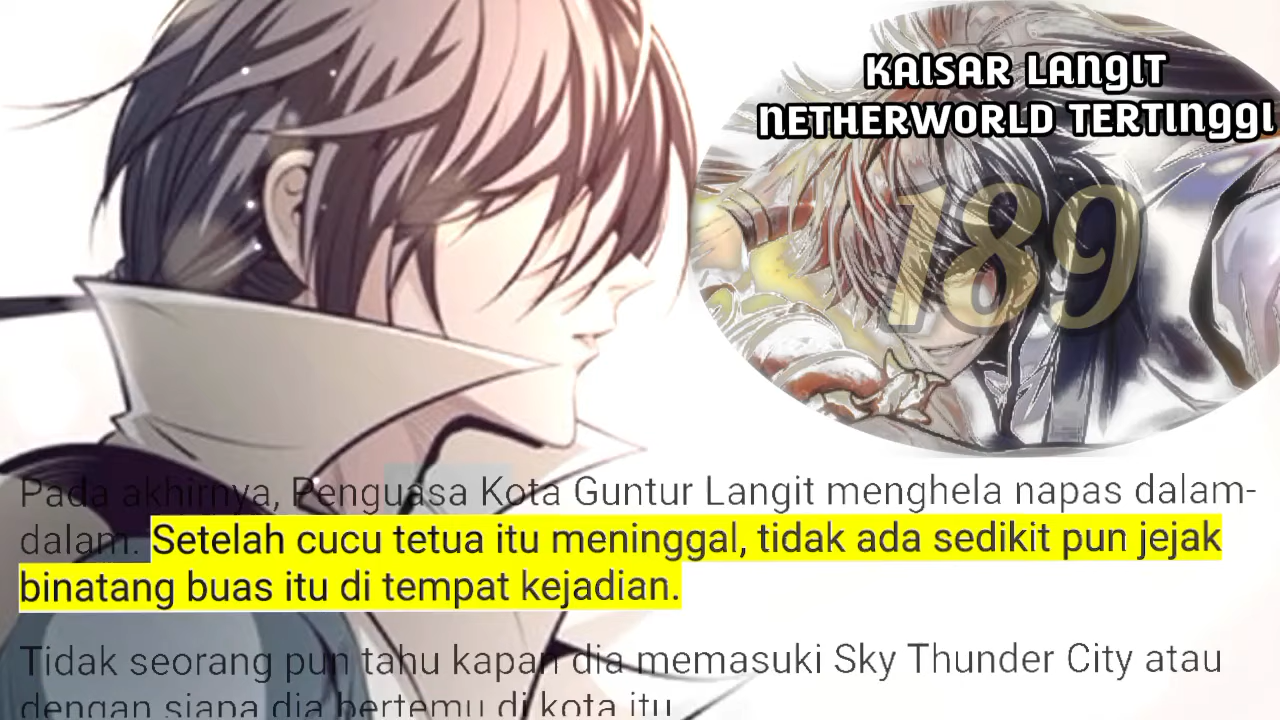 KAISAR LANGIT
NETHERWORLD TERTINGGI
189
Pada akhirnya, Penguasa Kota Guntur Langit menghela napas dalam-
dalam. Setelah cucu tetua itu meninggal, tidak ada sedikit pun jejak
binatang buas itu di tempat kejadian.
Tidak seorang pun tahu kapan dia memasuki Sky Thunder City atau
dengan siapa dia bertemu di kota itu